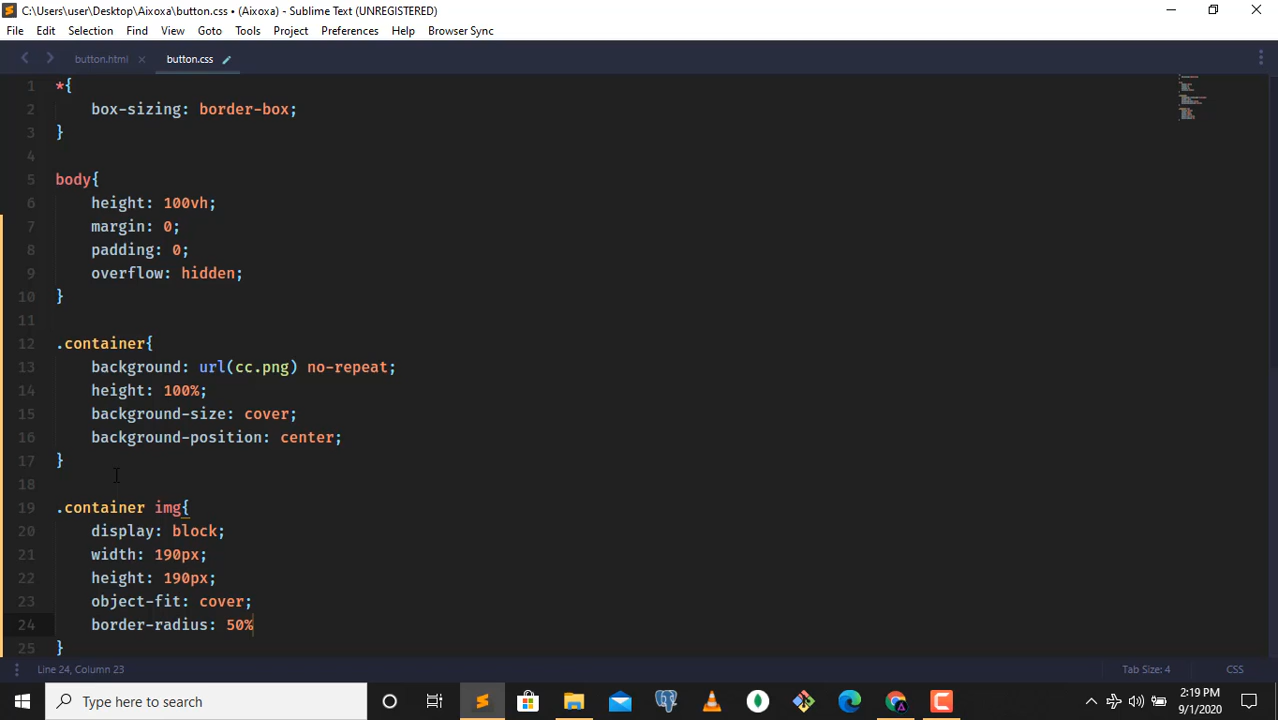 C:\Users\user\Desktop\Aixoxa\button.css • (Aixoxa) - Sublime Text (UNREGISTERED)
File Edit Selection Find View Goto Tools Project Preferences Help Browser Sync
button.html button.css
1 *{
2 box-sizing: border-box;
3 }
4
5 body{
6 height: 100vh;
7 margin: 0;
8 padding: 0;
9 overflow: hidden;
10 }
11
12 .container{
13 background: url(cc.png) no-repeat;
14 height: 100%;
15 background-size: cover;
16 background-position: center;
17 }
18
19 .container img{
20 display: block;
21 width: 190px;
22 height: 190px;
23 object-fit: cover;
24 border-radius: 50%
25 }
Line 24, Column 23 Tab Size: 4 CSS
Type here to search
2:19 PM
9/1/2020